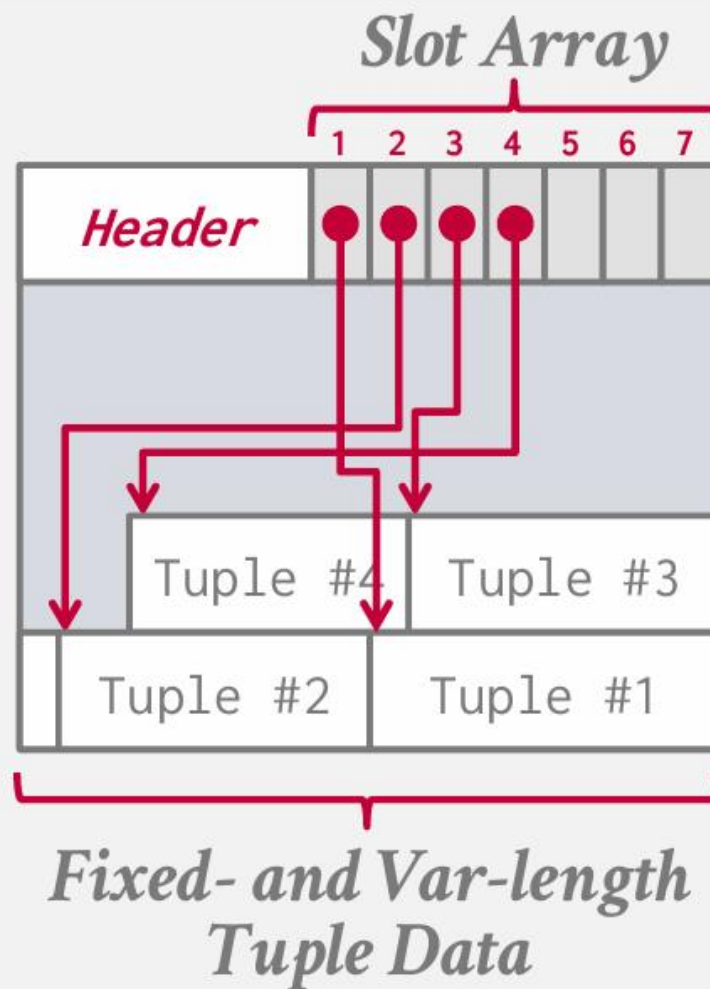 Slot Array
1 2 3 4 5 6 7
Header
Tuple #4 Tuple #3
Tuple #2 Tuple #1
Fixed- and Var-length
Tuple Data